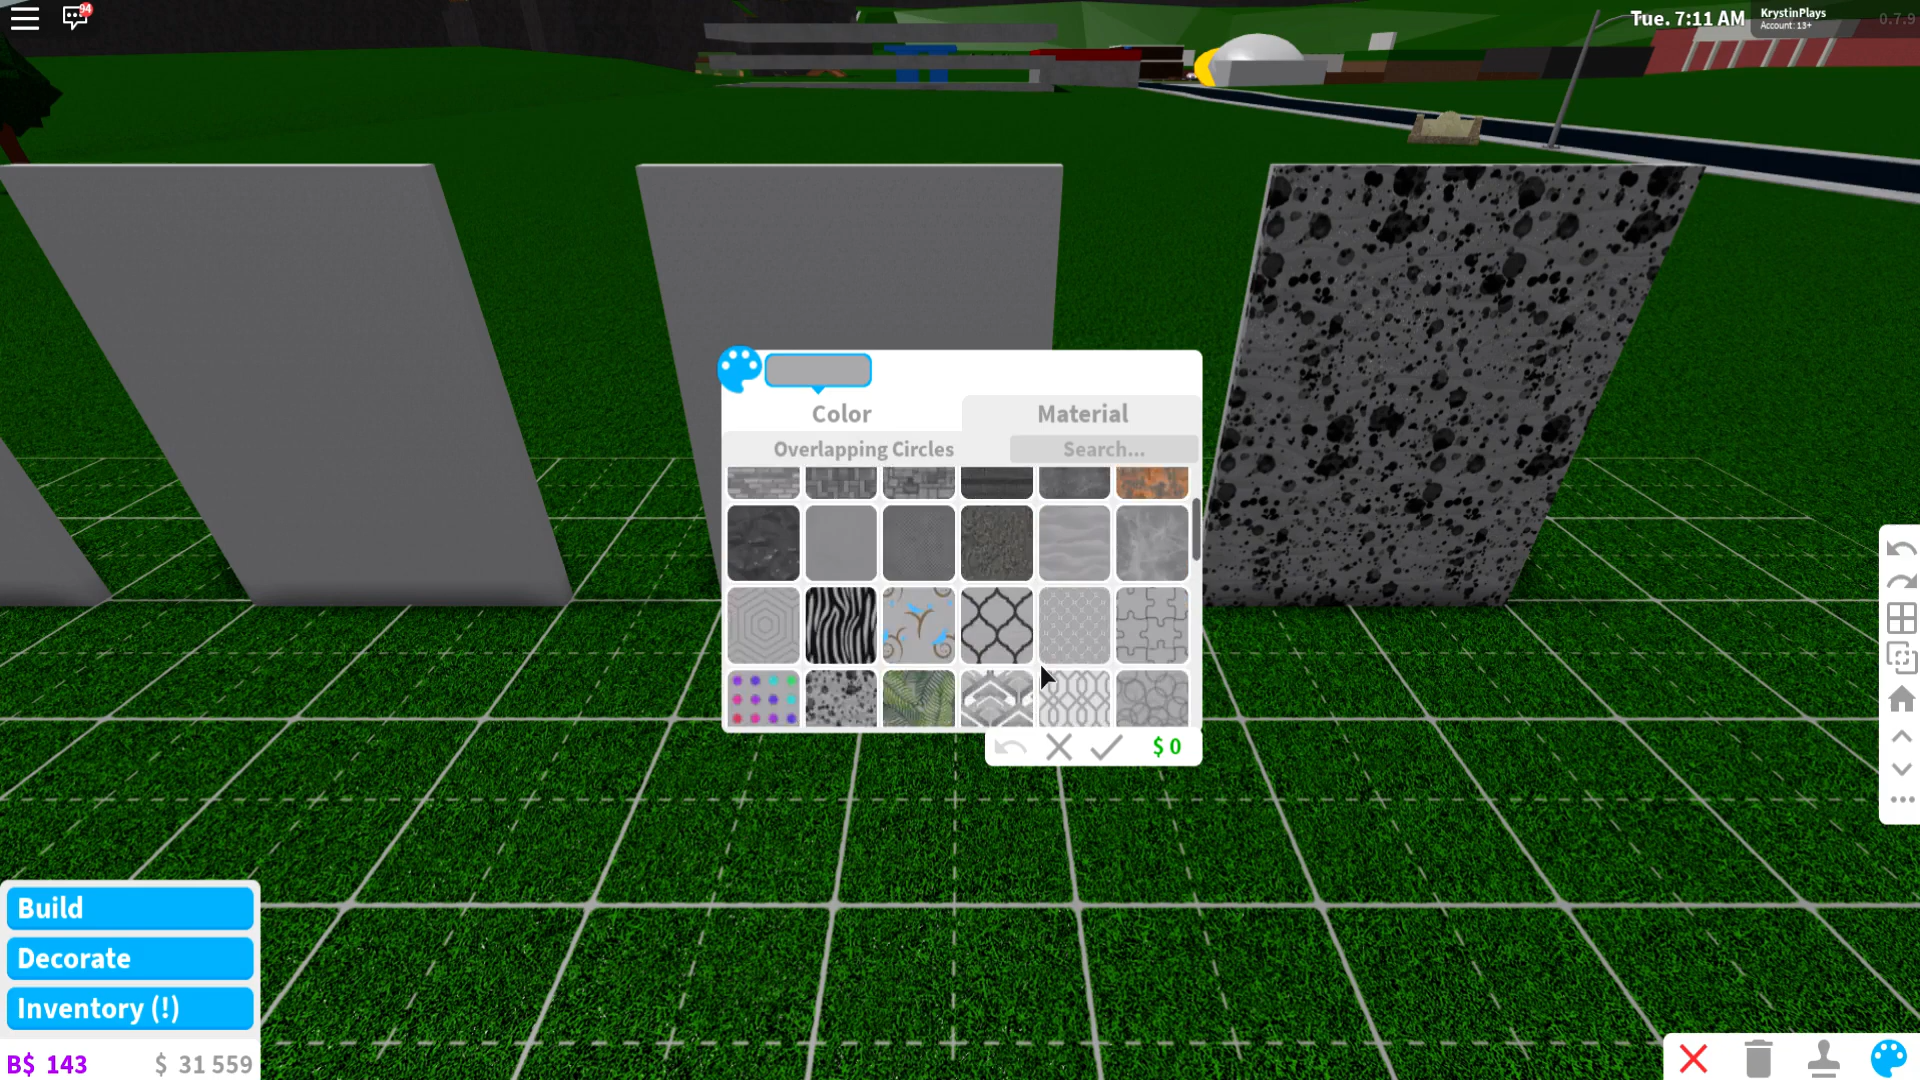 94
Tue. 7:11 AM
KrystinPlays
Account: 13+
0.7.9
Color
Material
Overlapping Circles
Search...
$ 0
Build
Decorate
Inventory (!)
B$ 143
$ 31 559